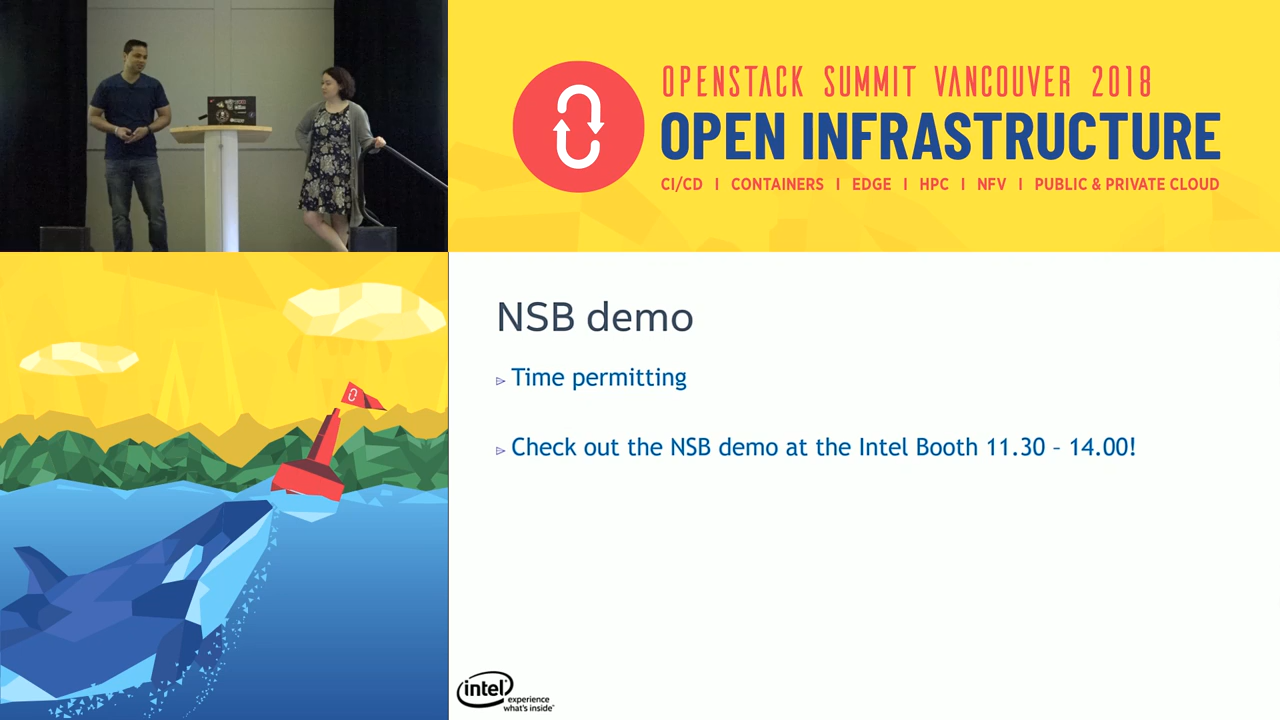 OPENSTACK SUMMIT VANCOUVER 2018
OPEN INFRASTRUCTURE
CI/CD | CONTAINERS | EDGE | HPC | NFV | PUBLIC & PRIVATE CLOUD
NSB demo
Time permitting
Check out the NSB demo at the Intel Booth 11.30 – 14.00!
intel
experience
what's inside™